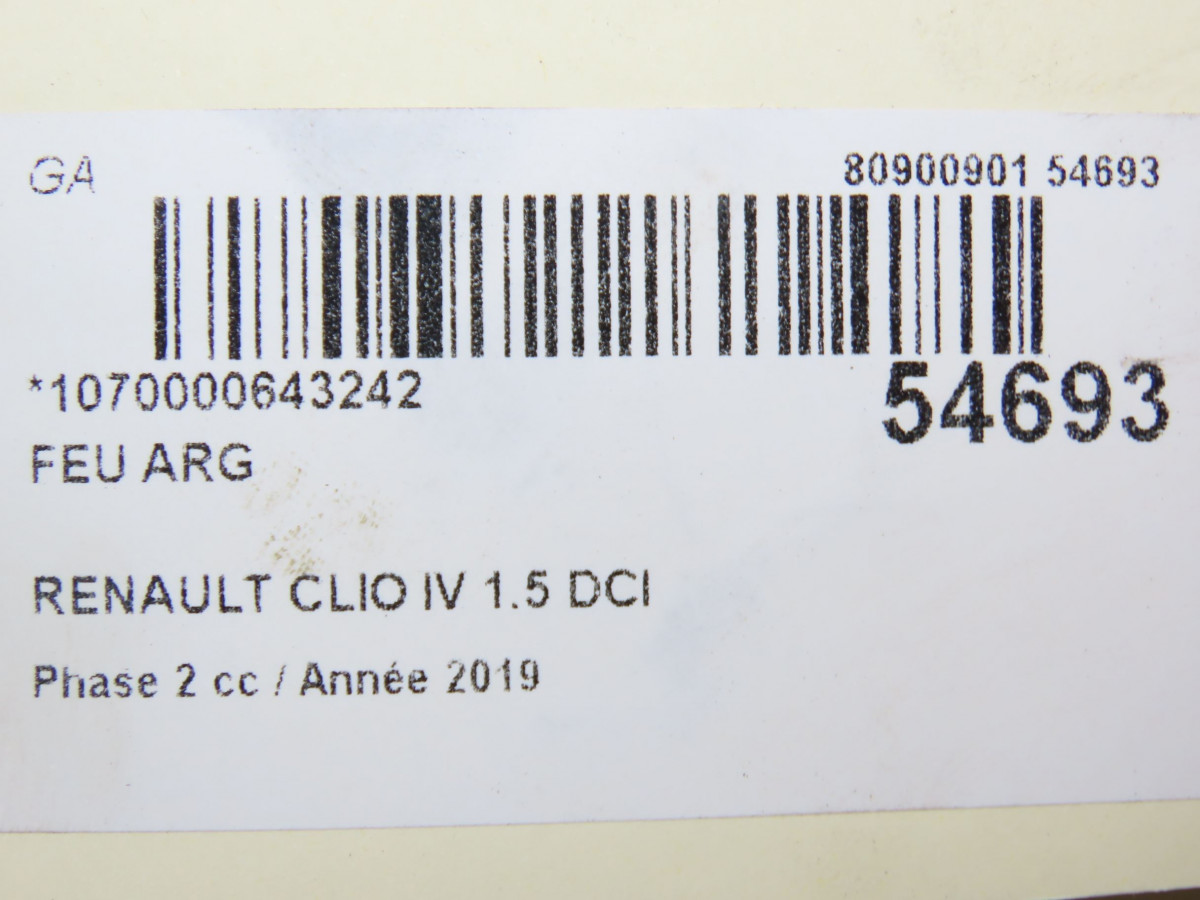 GA
80900901 54693
*1070000643242
54693
FEU ARG
RENAULT CLIO IV 1.5 DCI
Phase 2 cc / Année 2019